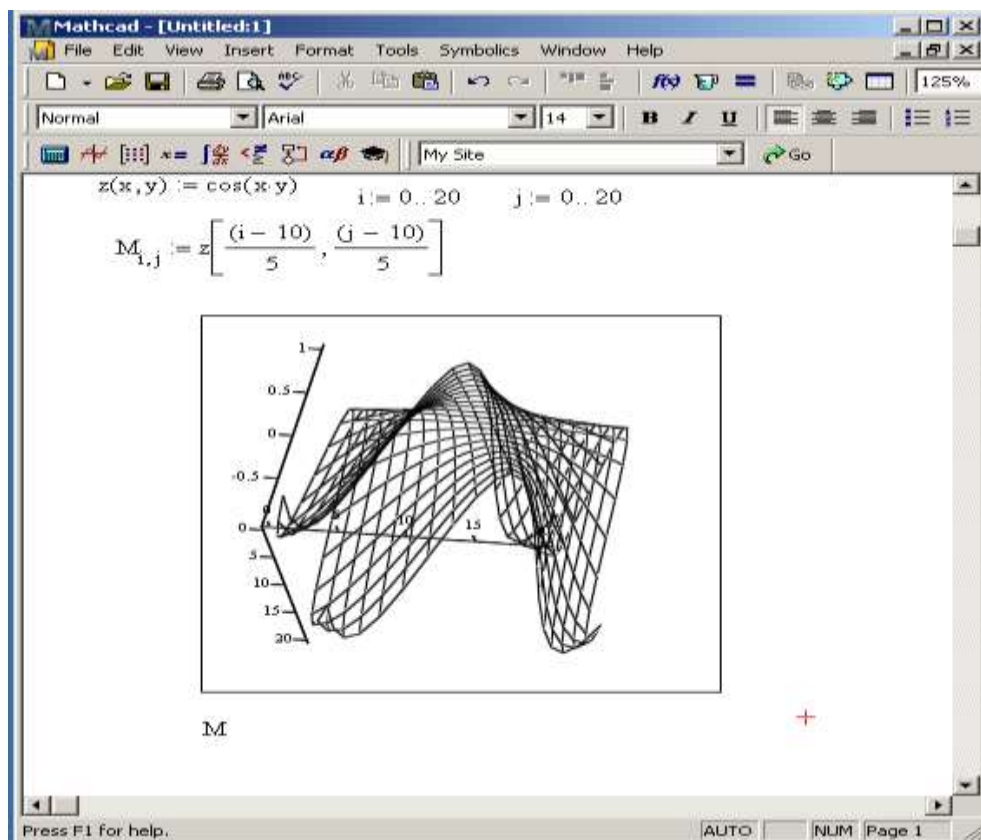 Mathcad - [Untitled:1]
File Edit View Insert Format Tools Symbolics Window Help
125%
Normal Arial 14 B I U
My Site Go
z(x,y) := cos(x·y) i := 0.. 20 j := 0.. 20
M i,j := z[(i − 10)/5 , (j − 10)/5]
1
0.5
0
-0.5
0
5
10
15
20
0
10
15
M
Press F1 for help. AUTO NUM Page 1